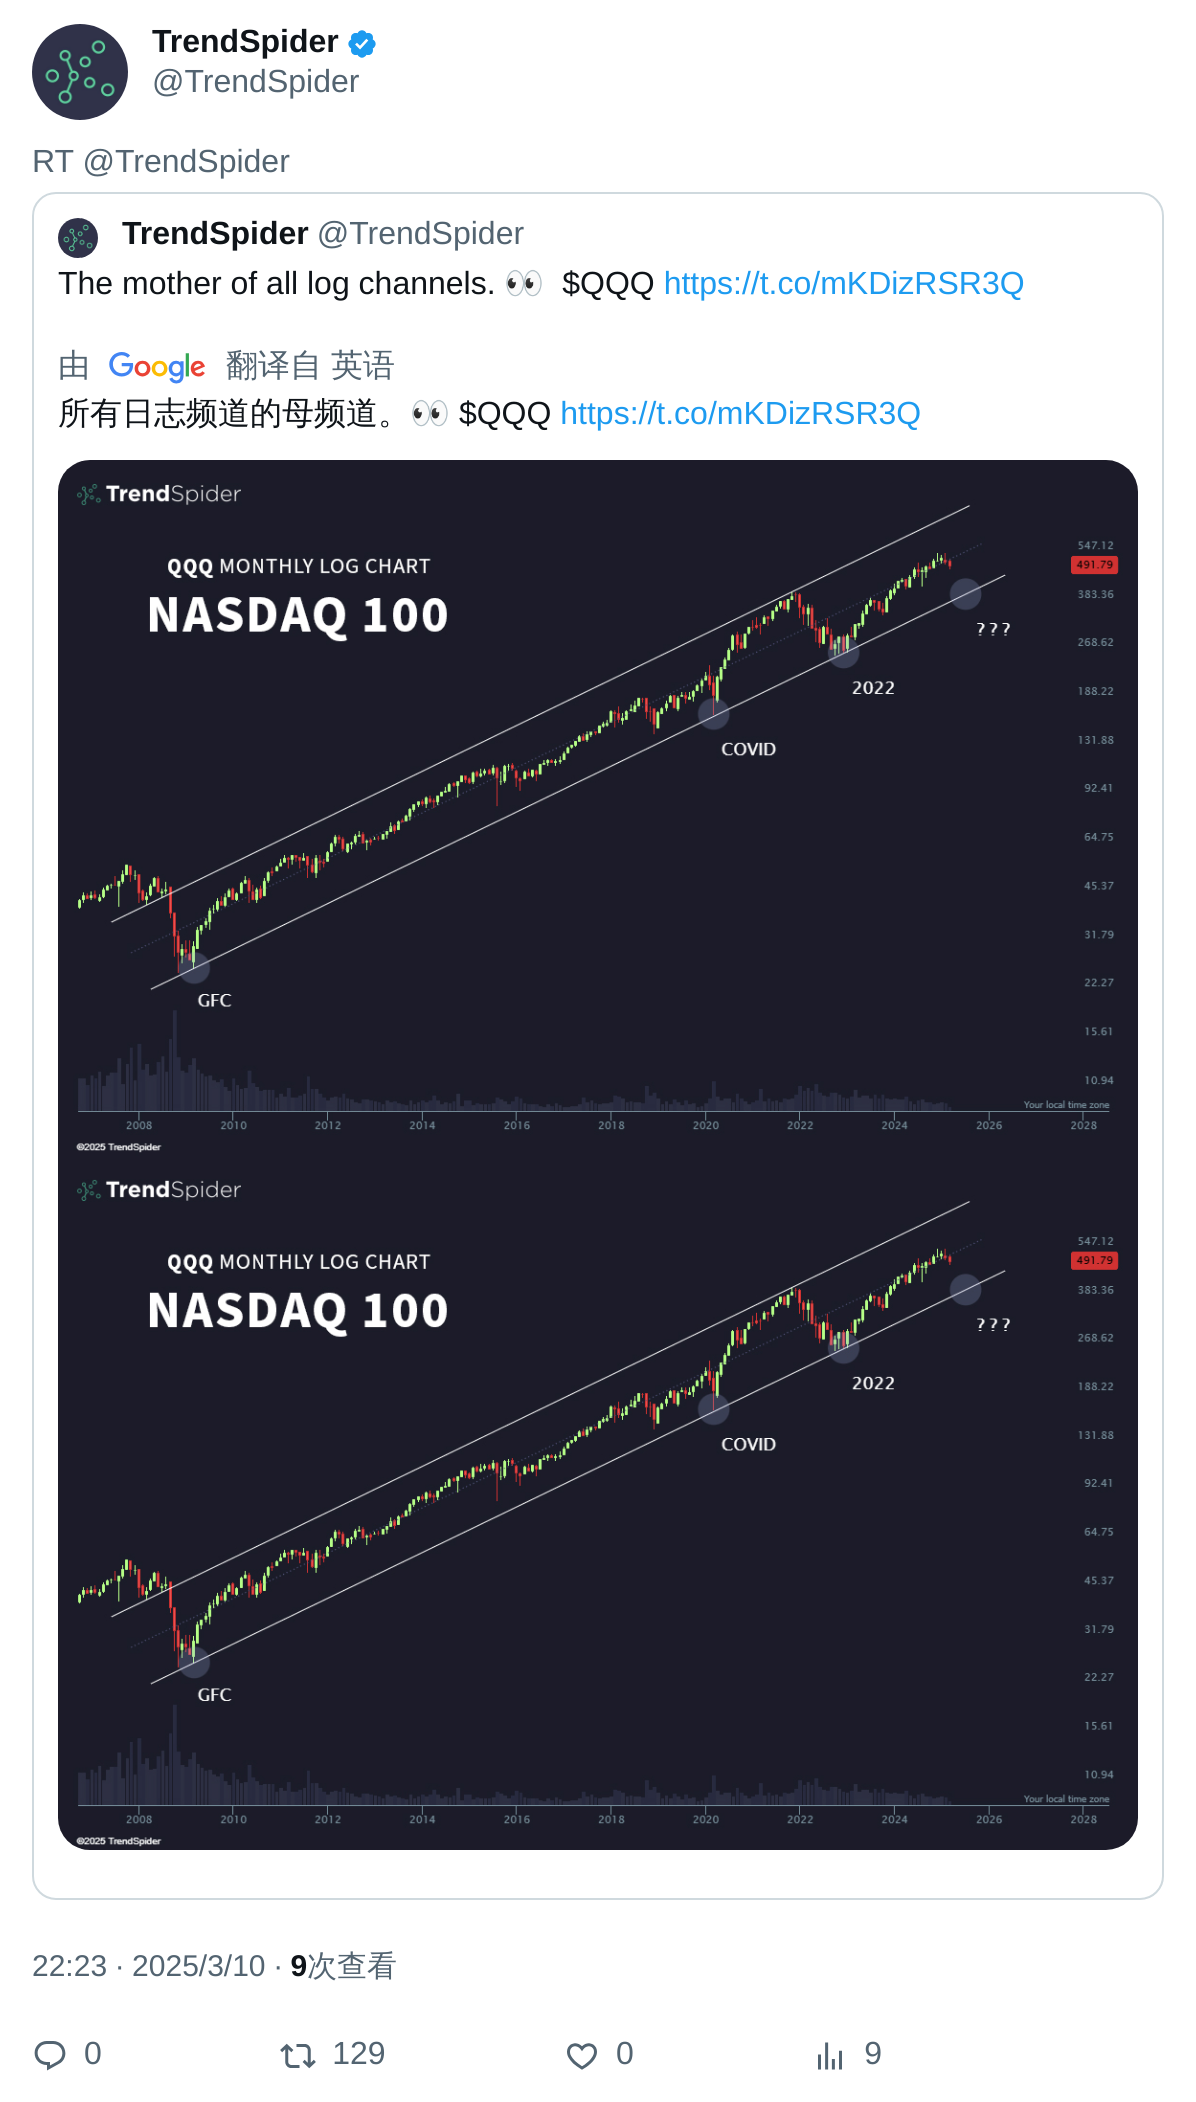 TrendSpider
@TrendSpider
RT @TrendSpider
TrendSpider @TrendSpider
The mother of all log channels. 👀 $QQQ https://t.co/mKDizRSR3Q
由 Google 翻译自 英语
所有日志频道的母频道。👀 $QQQ https://t.co/mKDizRSR3Q
TrendSpider
QQQ MONTHLY LOG CHART
NASDAQ 100
547.12
491.79
383.36
???
268.62
2022
188.22
COVID
131.88
92.41
64.75
45.37
31.79
22.27
GFC
15.61
10.94
Your local time zone
2008 2010 2012 2014 2016 2018 2020 2022 2024 2026 2028
©2025 TrendSpider
TrendSpider
QQQ MONTHLY LOG CHART
NASDAQ 100
547.12
491.79
383.36
???
268.62
2022
188.22
COVID
131.88
92.41
64.75
45.37
31.79
22.27
GFC
15.61
10.94
Your local time zone
2008 2010 2012 2014 2016 2018 2020 2022 2024 2026 2028
©2025 TrendSpider
22:23 · 2025/3/10 · 9次查看
0 129 0 9